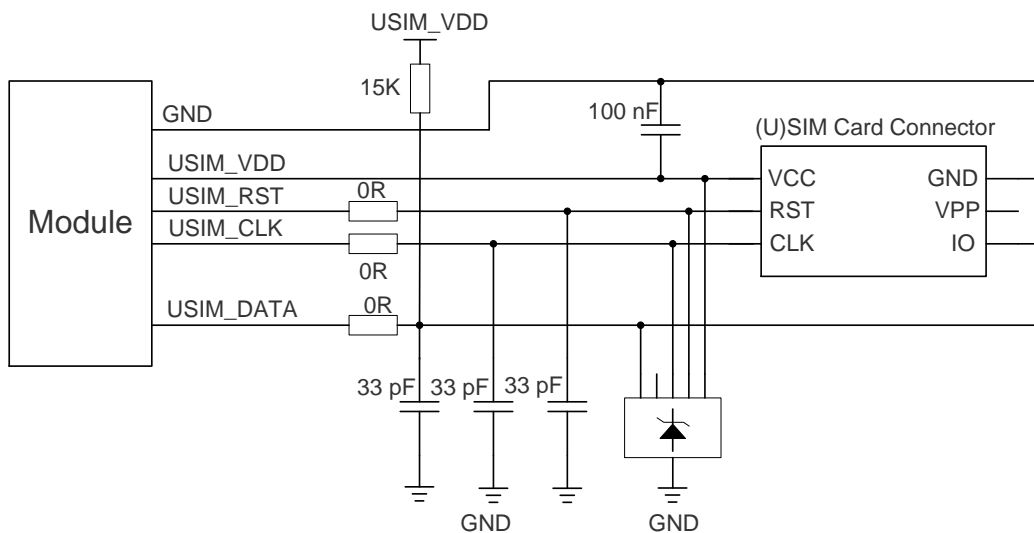 USIM_VDD
15K
GND
100 nF
(U)SIM Card Connector
Module
USIM_VDD
VCC
GND
USIM_RST
0R
RST
VPP
USIM_CLK
0R
CLK
IO
USIM_DATA
0R
33 pF
33 pF
33 pF
GND
GND